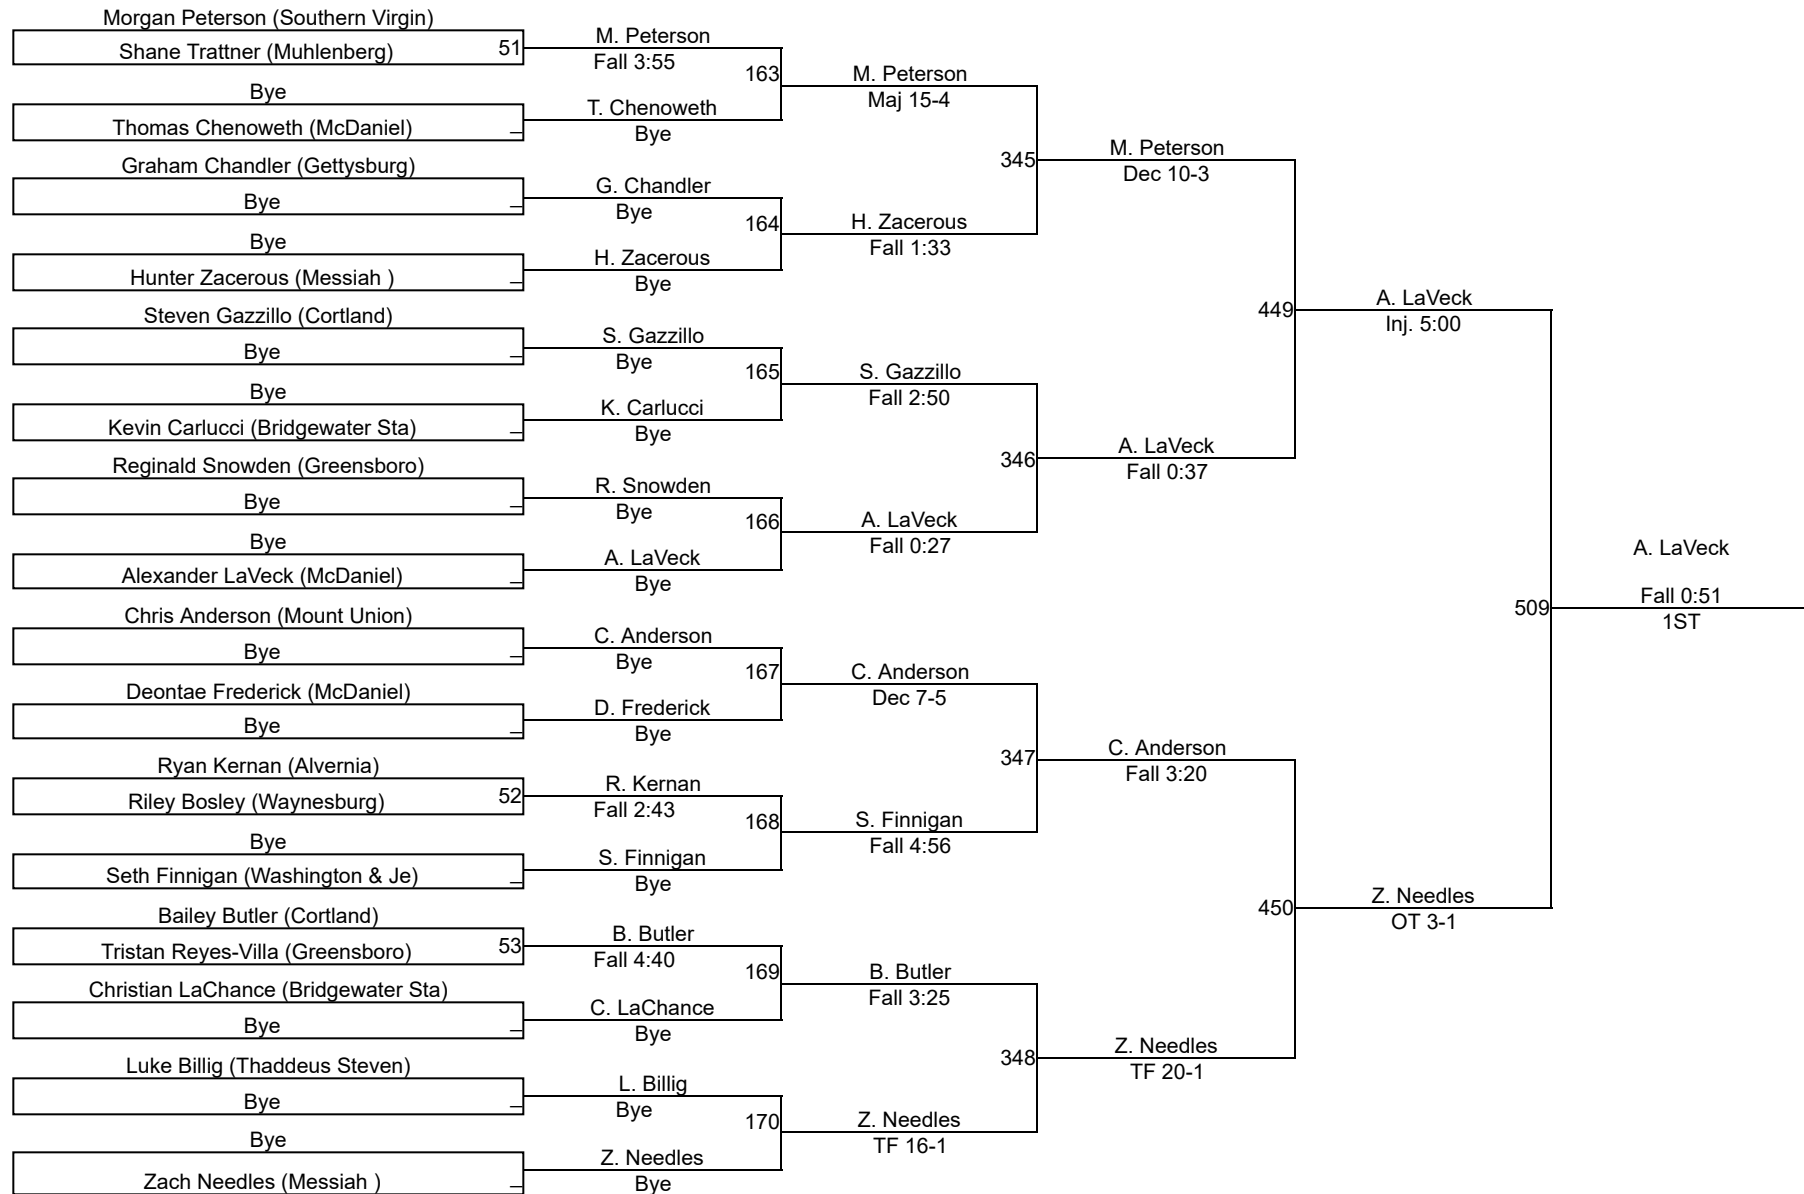 Morgan Peterson (Southern Virgin)
Shane Trattner (Muhlenberg) 51
Bye
Thomas Chenoweth (McDaniel) _
Graham Chandler (Gettysburg)
Bye _
Bye
Hunter Zacerous (Messiah ) _
Steven Gazzillo (Cortland)
Bye _
Bye
Kevin Carlucci (Bridgewater Sta) _
Reginald Snowden (Greensboro)
Bye _
Bye
Alexander LaVeck (McDaniel) _
Chris Anderson (Mount Union)
Bye _
Deontae Frederick (McDaniel)
Bye _
Ryan Kernan (Alvernia)
Riley Bosley (Waynesburg) 52
Bye
Seth Finnigan (Washington & Je) _
Bailey Butler (Cortland)
Tristan Reyes-Villa (Greensboro) 53
Christian LaChance (Bridgewater Sta)
Bye _
Luke Billig (Thaddeus Steven)
Bye _
Bye
Zach Needles (Messiah ) _
M. Peterson
Fall 3:55
163
T. Chenoweth
Bye
G. Chandler
Bye
164
H. Zacerous
Bye
S. Gazzillo
Bye
165
K. Carlucci
Bye
R. Snowden
Bye
166
A. LaVeck
Bye
C. Anderson
Bye
167
D. Frederick
Bye
R. Kernan
Fall 2:43
168
S. Finnigan
Bye
B. Butler
Fall 4:40
169
C. LaChance
Bye
L. Billig
Bye
170
Z. Needles
Bye
M. Peterson
Maj 15-4
345
H. Zacerous
Fall 1:33
S. Gazzillo
Fall 2:50
346
A. LaVeck
Fall 0:27
C. Anderson
Dec 7-5
347
S. Finnigan
Fall 4:56
B. Butler
Fall 3:25
348
Z. Needles
TF 16-1
M. Peterson
Dec 10-3
449
A. LaVeck
Fall 0:37
C. Anderson
Fall 3:20
450
Z. Needles
TF 20-1
A. LaVeck
Inj. 5:00
509
Z. Needles
OT 3-1
A. LaVeck
Fall 0:51
1ST